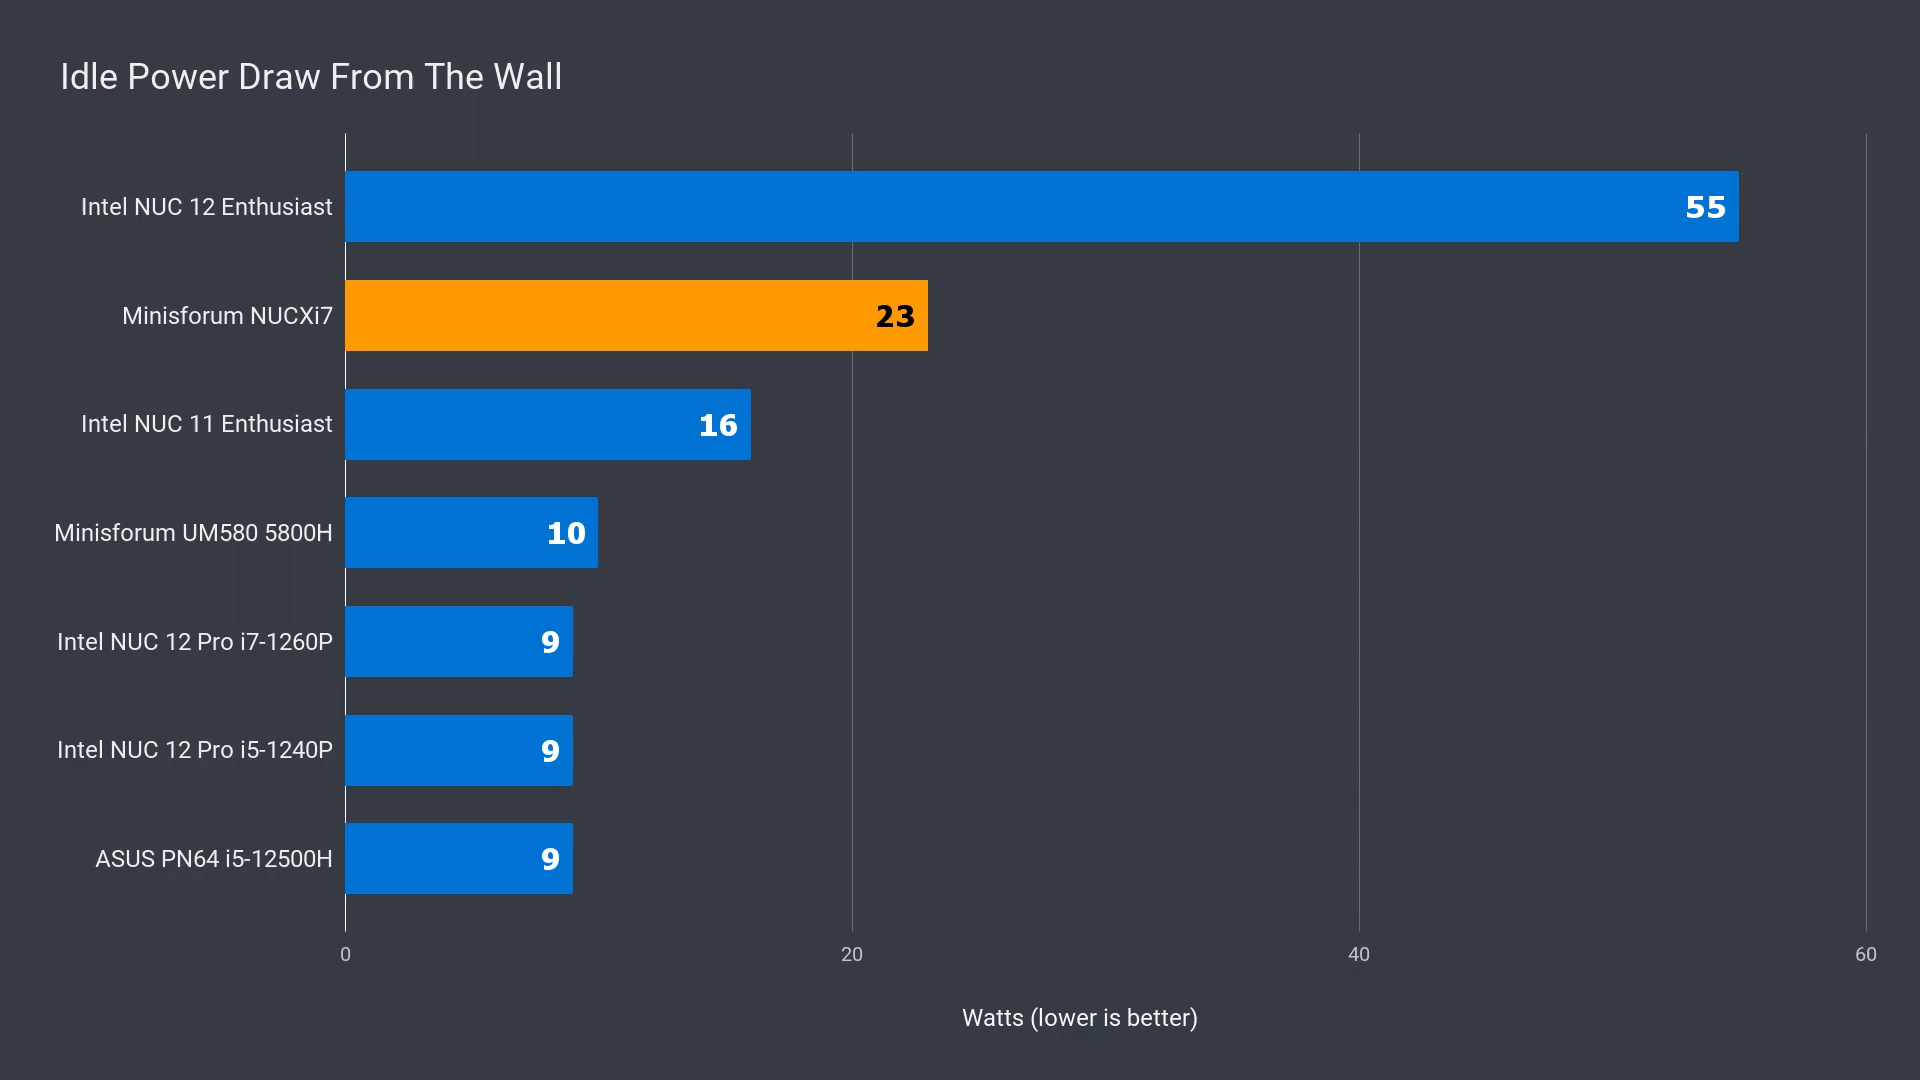 Idle Power Draw From The Wall
Intel NUC 12 Enthusiast 55
Minisforum NUCXi7 23
Intel NUC 11 Enthusiast 16
Minisforum UM580 5800H 10
Intel NUC 12 Pro i7-1260P 9
Intel NUC 12 Pro i5-1240P 9
ASUS PN64 i5-12500H 9
0 20 40 60
Watts (lower is better)